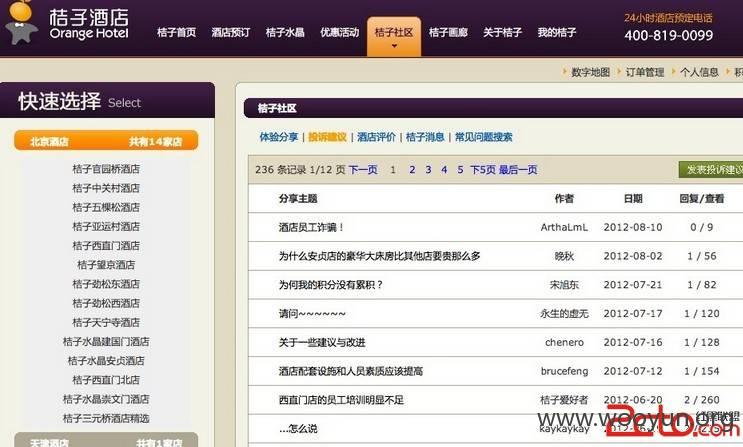 桔子酒店
Orange Hotel
桔子首页 酒店预订 桔子水晶 优惠活动 桔子社区 桔子画廊 关于桔子 我的桔子
24小时酒店预定电话
400-819-0099
数字地图 订单管理 个人信息
快速选择 Select
北京酒店 共有14家店
桔子官园桥酒店
桔子中关村酒店
桔子五棵松酒店
桔子亚运村酒店
桔子西直门酒店
桔子望京酒店
桔子劲松东酒店
桔子劲松西酒店
桔子天宁寺酒店
桔子水晶建国门酒店
桔子水晶安贞酒店
桔子西直门北店
桔子水晶崇文门酒店
桔子三元桥酒店精选
天津酒店 共有1家店
桔子社区
体验分享 | 投诉建议 | 酒店评价 | 桔子消息 | 常见问题搜索
236 条记录 1/12 页 下一页 1 2 3 4 5 下5页 最后一页
发表投诉建议
分享主题 作者 日期 回复/查看
酒店员工诈骗！ ArthaLmL 2012-08-10 0 / 9
为什么安贞店的豪华大床房比其他店要贵那么多 晚秋 2012-08-02 1 / 56
为何我的积分没有累积？ 宋旭东 2012-07-21 1 / 82
请问~~~~~~ 永生的虚无 2012-07-17 1 / 120
关于一些建议与改进 chenero 2012-07-16 1 / 128
酒店配套设施和人员素质应该提高 brucefeng 2012-07-12 1 / 154
西直门店的员工培训明显不足 桔子爱好者 2012-06-20 2 / 260
...怎么说 kaykaykay
www.wooyun.org
红黑联盟